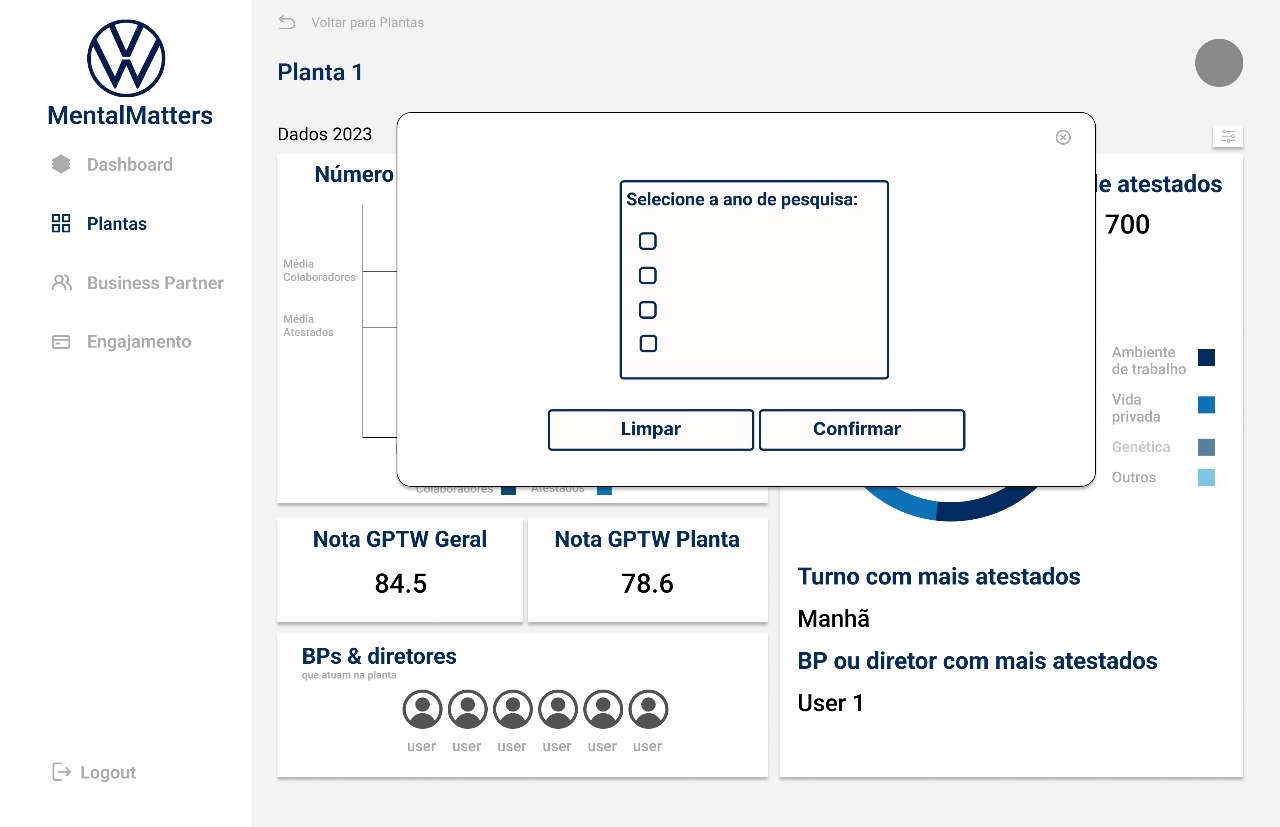 Voltar para Plantas
Planta 1
MentalMatters
Dashboard
Plantas
Business Partner
Engajamento
Logout
Dados 2023
Número
Média
Colaboradores
Média
Atestados
Colaboradores
Atestados
Selecione a ano de pesquisa:
Limpar
Confirmar
de atestados
700
Ambiente
de trabalho
Vida
privada
Genética
Outros
Nota GPTW Geral
84.5
Nota GPTW Planta
78.6
BPs & diretores
que atuam na planta
user user user user user user
Turno com mais atestados
Manhã
BP ou diretor com mais atestados
User 1